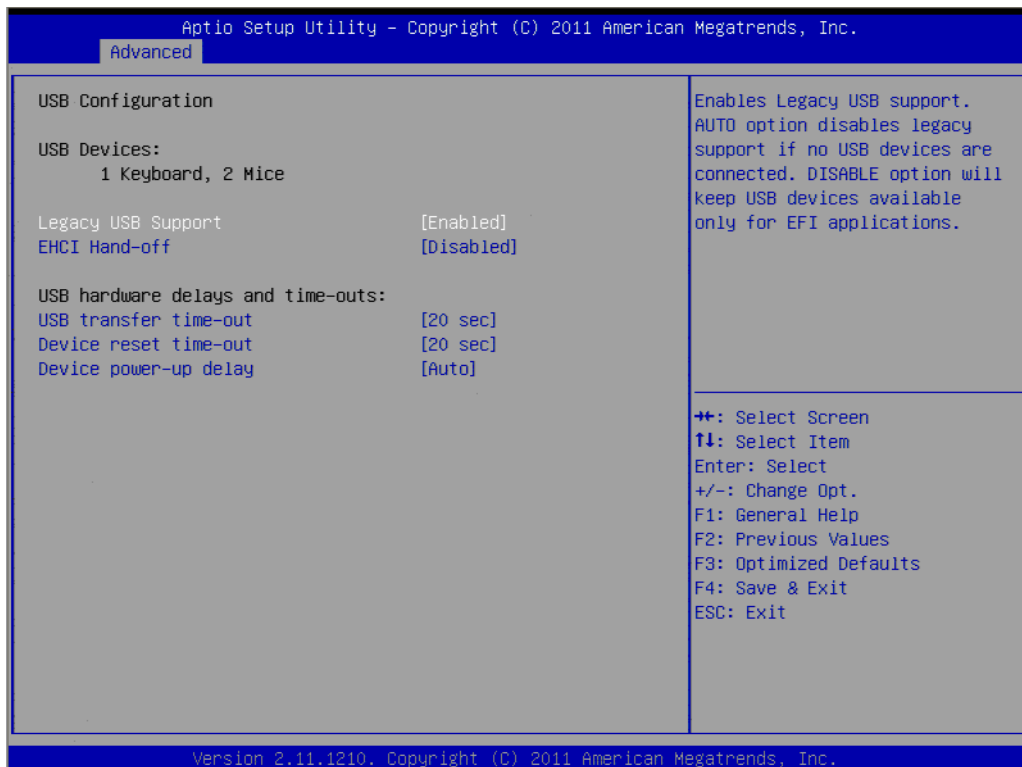 Aptio Setup Utility – Copyright (C) 2011 American Megatrends, Inc.
Advanced
USB Configuration
USB Devices:
1 Keyboard, 2 Mice
Legacy USB Support [Enabled]
EHCI Hand-off [Disabled]
USB hardware delays and time-outs:
USB transfer time-out [20 sec]
Device reset time-out [20 sec]
Device power-up delay [Auto]
Enables Legacy USB support.
AUTO option disables legacy
support if no USB devices are
connected. DISABLE option will
keep USB devices available
only for EFI applications.
→←: Select Screen
↑↓: Select Item
Enter: Select
+/-: Change Opt.
F1: General Help
F2: Previous Values
F3: Optimized Defaults
F4: Save & Exit
ESC: Exit
Version 2.11.1210. Copyright (C) 2011 American Megatrends, Inc.